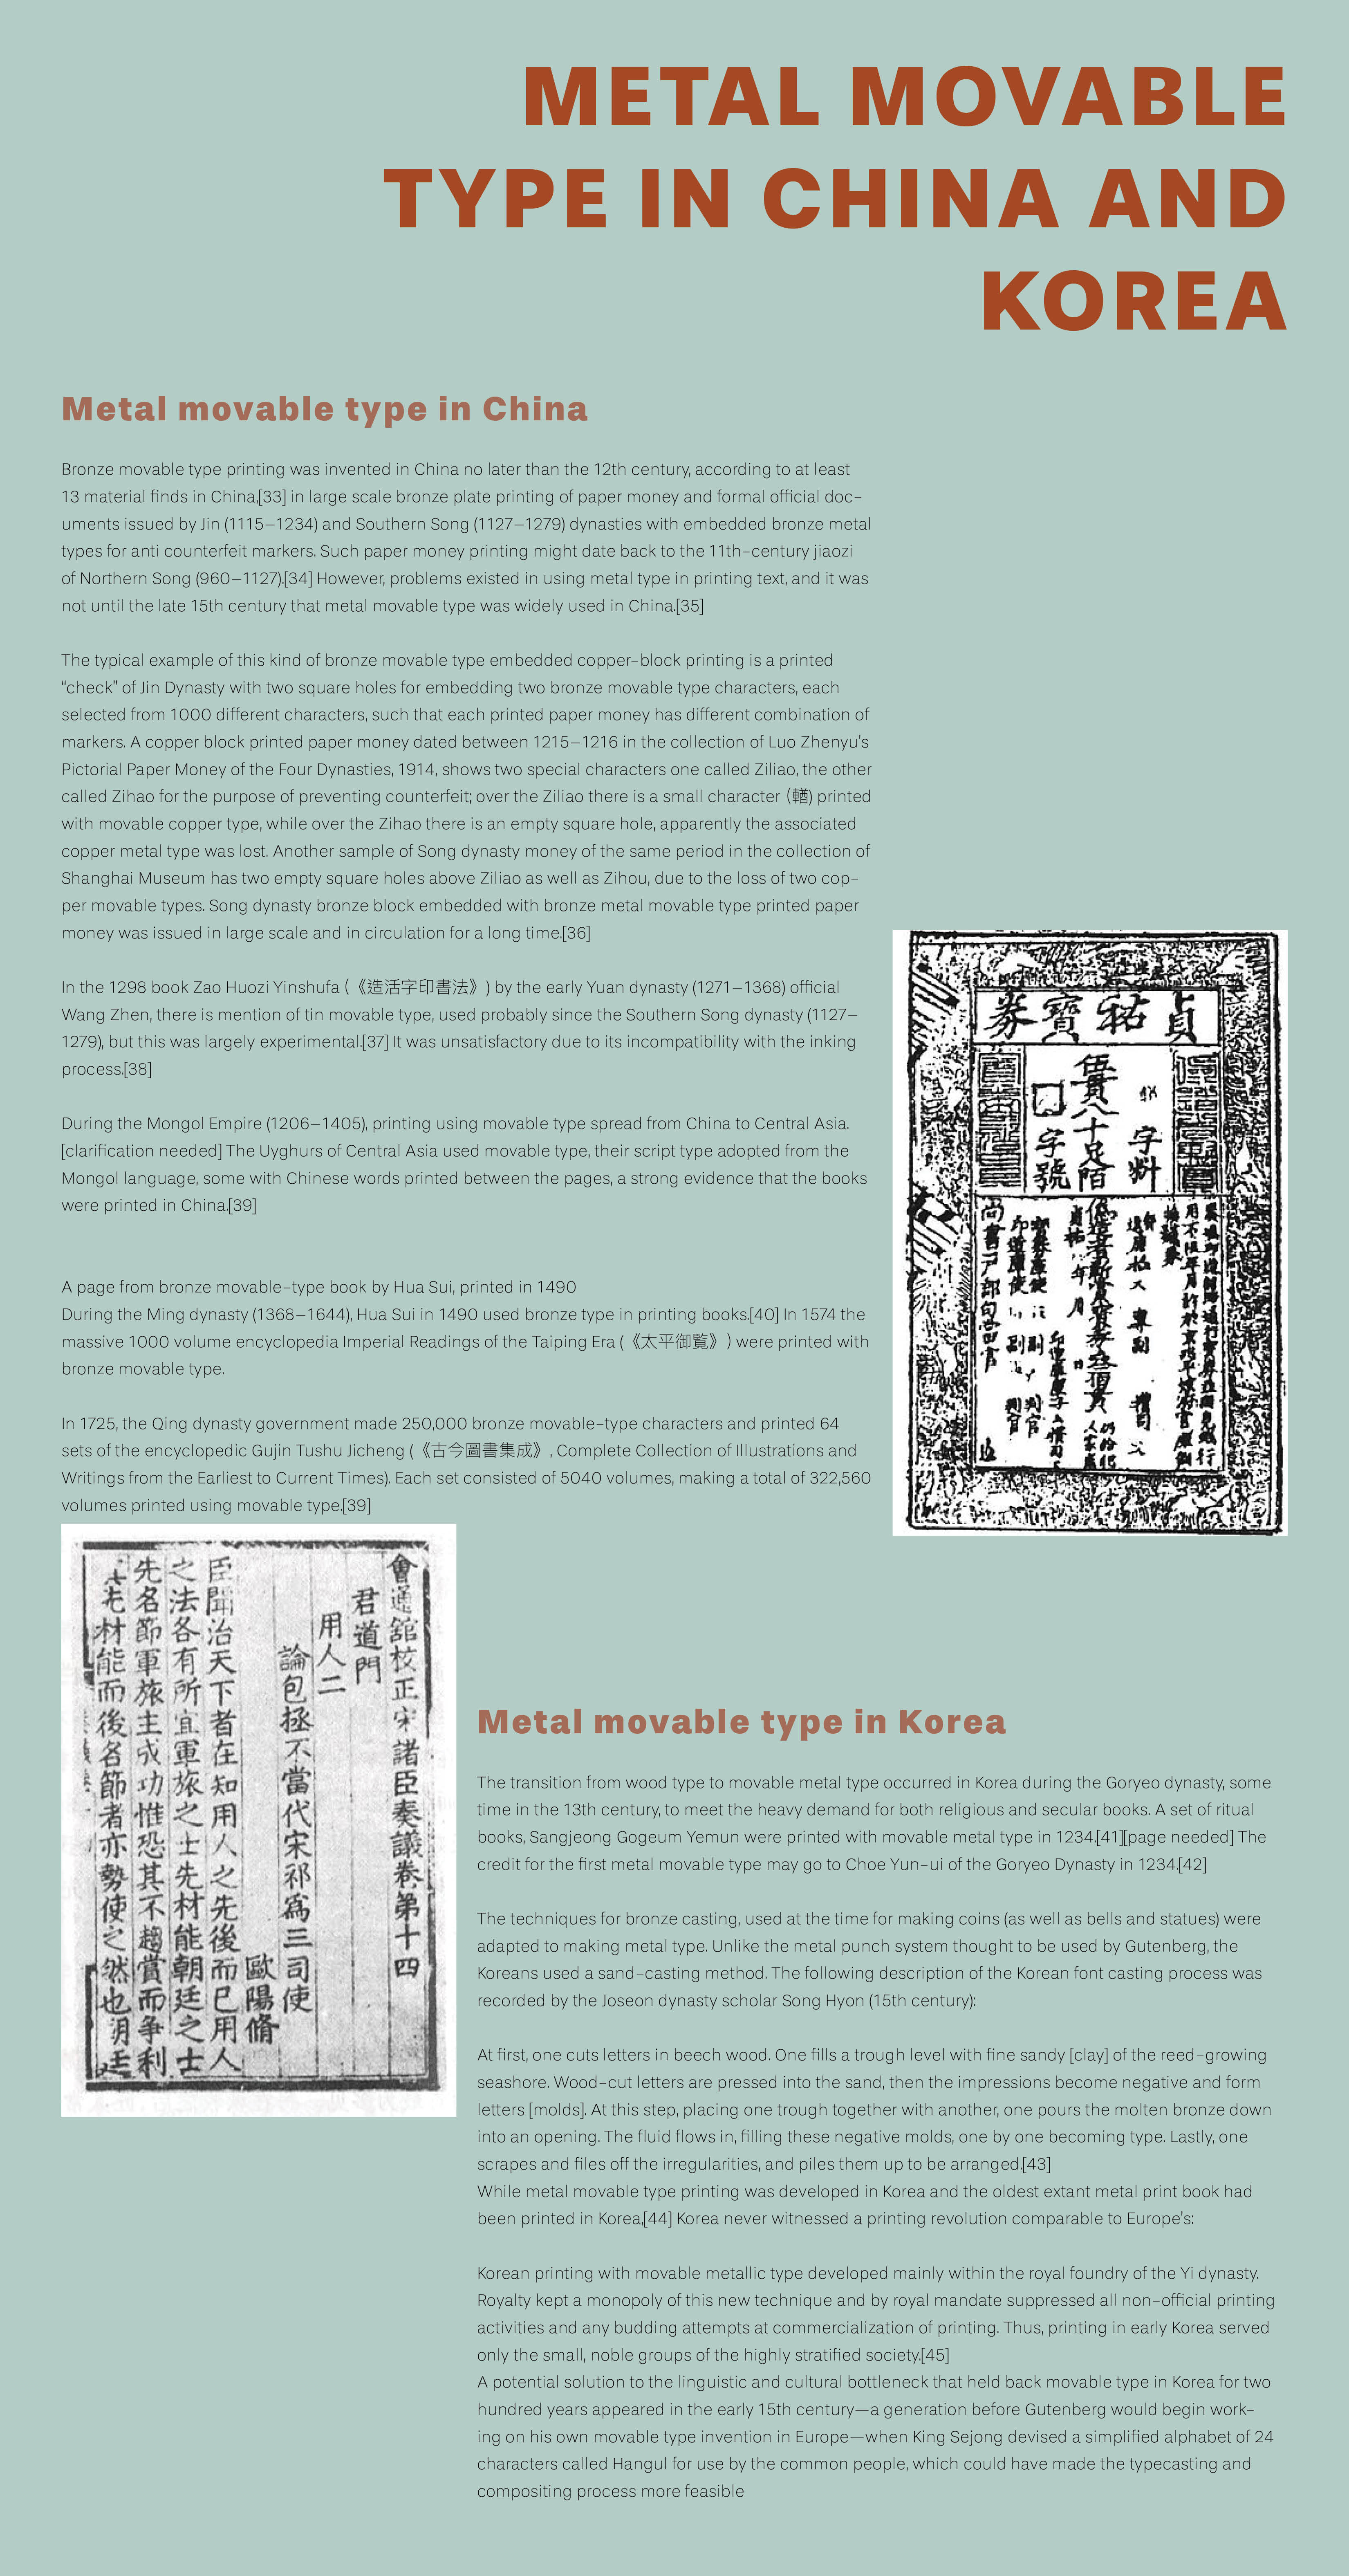 METAL MOVABLE
TYPE IN CHINA AND
KOREA
Metal movable type in China
Bronze movable type printing was invented in China no later than the 12th century, according to at least
13 material finds in China,[33] in large scale bronze plate printing of paper money and formal official doc-
uments issued by Jin (1115–1234) and Southern Song (1127–1279) dynasties with embedded bronze metal
types for anti counterfeit markers. Such paper money printing might date back to the 11th-century jiaozi
of Northern Song (960–1127).[34] However, problems existed in using metal type in printing text, and it was
not until the late 15th century that metal movable type was widely used in China.[35]
The typical example of this kind of bronze movable type embedded copper-block printing is a printed
“check” of Jin Dynasty with two square holes for embedding two bronze movable type characters, each
selected from 1000 different characters, such that each printed paper money has different combination of
markers. A copper block printed paper money dated between 1215–1216 in the collection of Luo Zhenyu's
Pictorial Paper Money of the Four Dynasties, 1914, shows two special characters one called Ziliao, the other
called Zihao for the purpose of preventing counterfeit; over the Ziliao there is a small character (輶) printed
with movable copper type, while over the Zihao there is an empty square hole, apparently the associated
copper metal type was lost. Another sample of Song dynasty money of the same period in the collection of
Shanghai Museum has two empty square holes above Ziliao as well as Zihou, due to the loss of two cop-
per movable types. Song dynasty bronze block embedded with bronze metal movable type printed paper
money was issued in large scale and in circulation for a long time.[36]
In the 1298 book Zao Huozi Yinshufa (《造活字印書法》) by the early Yuan dynasty (1271–1368) official
Wang Zhen, there is mention of tin movable type, used probably since the Southern Song dynasty (1127–
1279), but this was largely experimental.[37] It was unsatisfactory due to its incompatibility with the inking
process.[38]
During the Mongol Empire (1206–1405), printing using movable type spread from China to Central Asia.
[clarification needed] The Uyghurs of Central Asia used movable type, their script type adopted from the
Mongol language, some with Chinese words printed between the pages, a strong evidence that the books
were printed in China.[39]
A page from bronze movable-type book by Hua Sui, printed in 1490
During the Ming dynasty (1368–1644), Hua Sui in 1490 used bronze type in printing books.[40] In 1574 the
massive 1000 volume encyclopedia Imperial Readings of the Taiping Era (《太平御覧》) were printed with
bronze movable type.
In 1725, the Qing dynasty government made 250,000 bronze movable-type characters and printed 64
sets of the encyclopedic Gujin Tushu Jicheng (《古今圖書集成》, Complete Collection of Illustrations and
Writings from the Earliest to Current Times). Each set consisted of 5040 volumes, making a total of 322,560
volumes printed using movable type.[39]
貞祐寶券
伍貫八十足陌
字料
字號
會通舘校正宋諸臣奏議卷第十四
君道門
用人二
論包拯不當代宋祁爲三司使
歐陽脩
臣聞治天下者在知用人之先後而已用人
之法各有所宜軍旅之士先材能朝廷之士
先名節軍旅主成功惟恐其不趨賞而争利
先材能而後名節者亦勢使之然也
Metal movable type in Korea
The transition from wood type to movable metal type occurred in Korea during the Goryeo dynasty, some
time in the 13th century, to meet the heavy demand for both religious and secular books. A set of ritual
books, Sangjeong Gogeum Yemun were printed with movable metal type in 1234.[41][page needed] The
credit for the first metal movable type may go to Choe Yun-ui of the Goryeo Dynasty in 1234.[42]
The techniques for bronze casting, used at the time for making coins (as well as bells and statues) were
adapted to making metal type. Unlike the metal punch system thought to be used by Gutenberg, the
Koreans used a sand-casting method. The following description of the Korean font casting process was
recorded by the Joseon dynasty scholar Song Hyon (15th century):
At first, one cuts letters in beech wood. One fills a trough level with fine sandy [clay] of the reed-growing
seashore. Wood-cut letters are pressed into the sand, then the impressions become negative and form
letters [molds]. At this step, placing one trough together with another, one pours the molten bronze down
into an opening. The fluid flows in, filling these negative molds, one by one becoming type. Lastly, one
scrapes and files off the irregularities, and piles them up to be arranged.[43]
While metal movable type printing was developed in Korea and the oldest extant metal print book had
been printed in Korea,[44] Korea never witnessed a printing revolution comparable to Europe's:
Korean printing with movable metallic type developed mainly within the royal foundry of the Yi dynasty.
Royalty kept a monopoly of this new technique and by royal mandate suppressed all non-official printing
activities and any budding attempts at commercialization of printing. Thus, printing in early Korea served
only the small, noble groups of the highly stratified society.[45]
A potential solution to the linguistic and cultural bottleneck that held back movable type in Korea for two
hundred years appeared in the early 15th century—a generation before Gutenberg would begin work-
ing on his own movable type invention in Europe—when King Sejong devised a simplified alphabet of 24
characters called Hangul for use by the common people, which could have made the typecasting and
compositing process more feasible